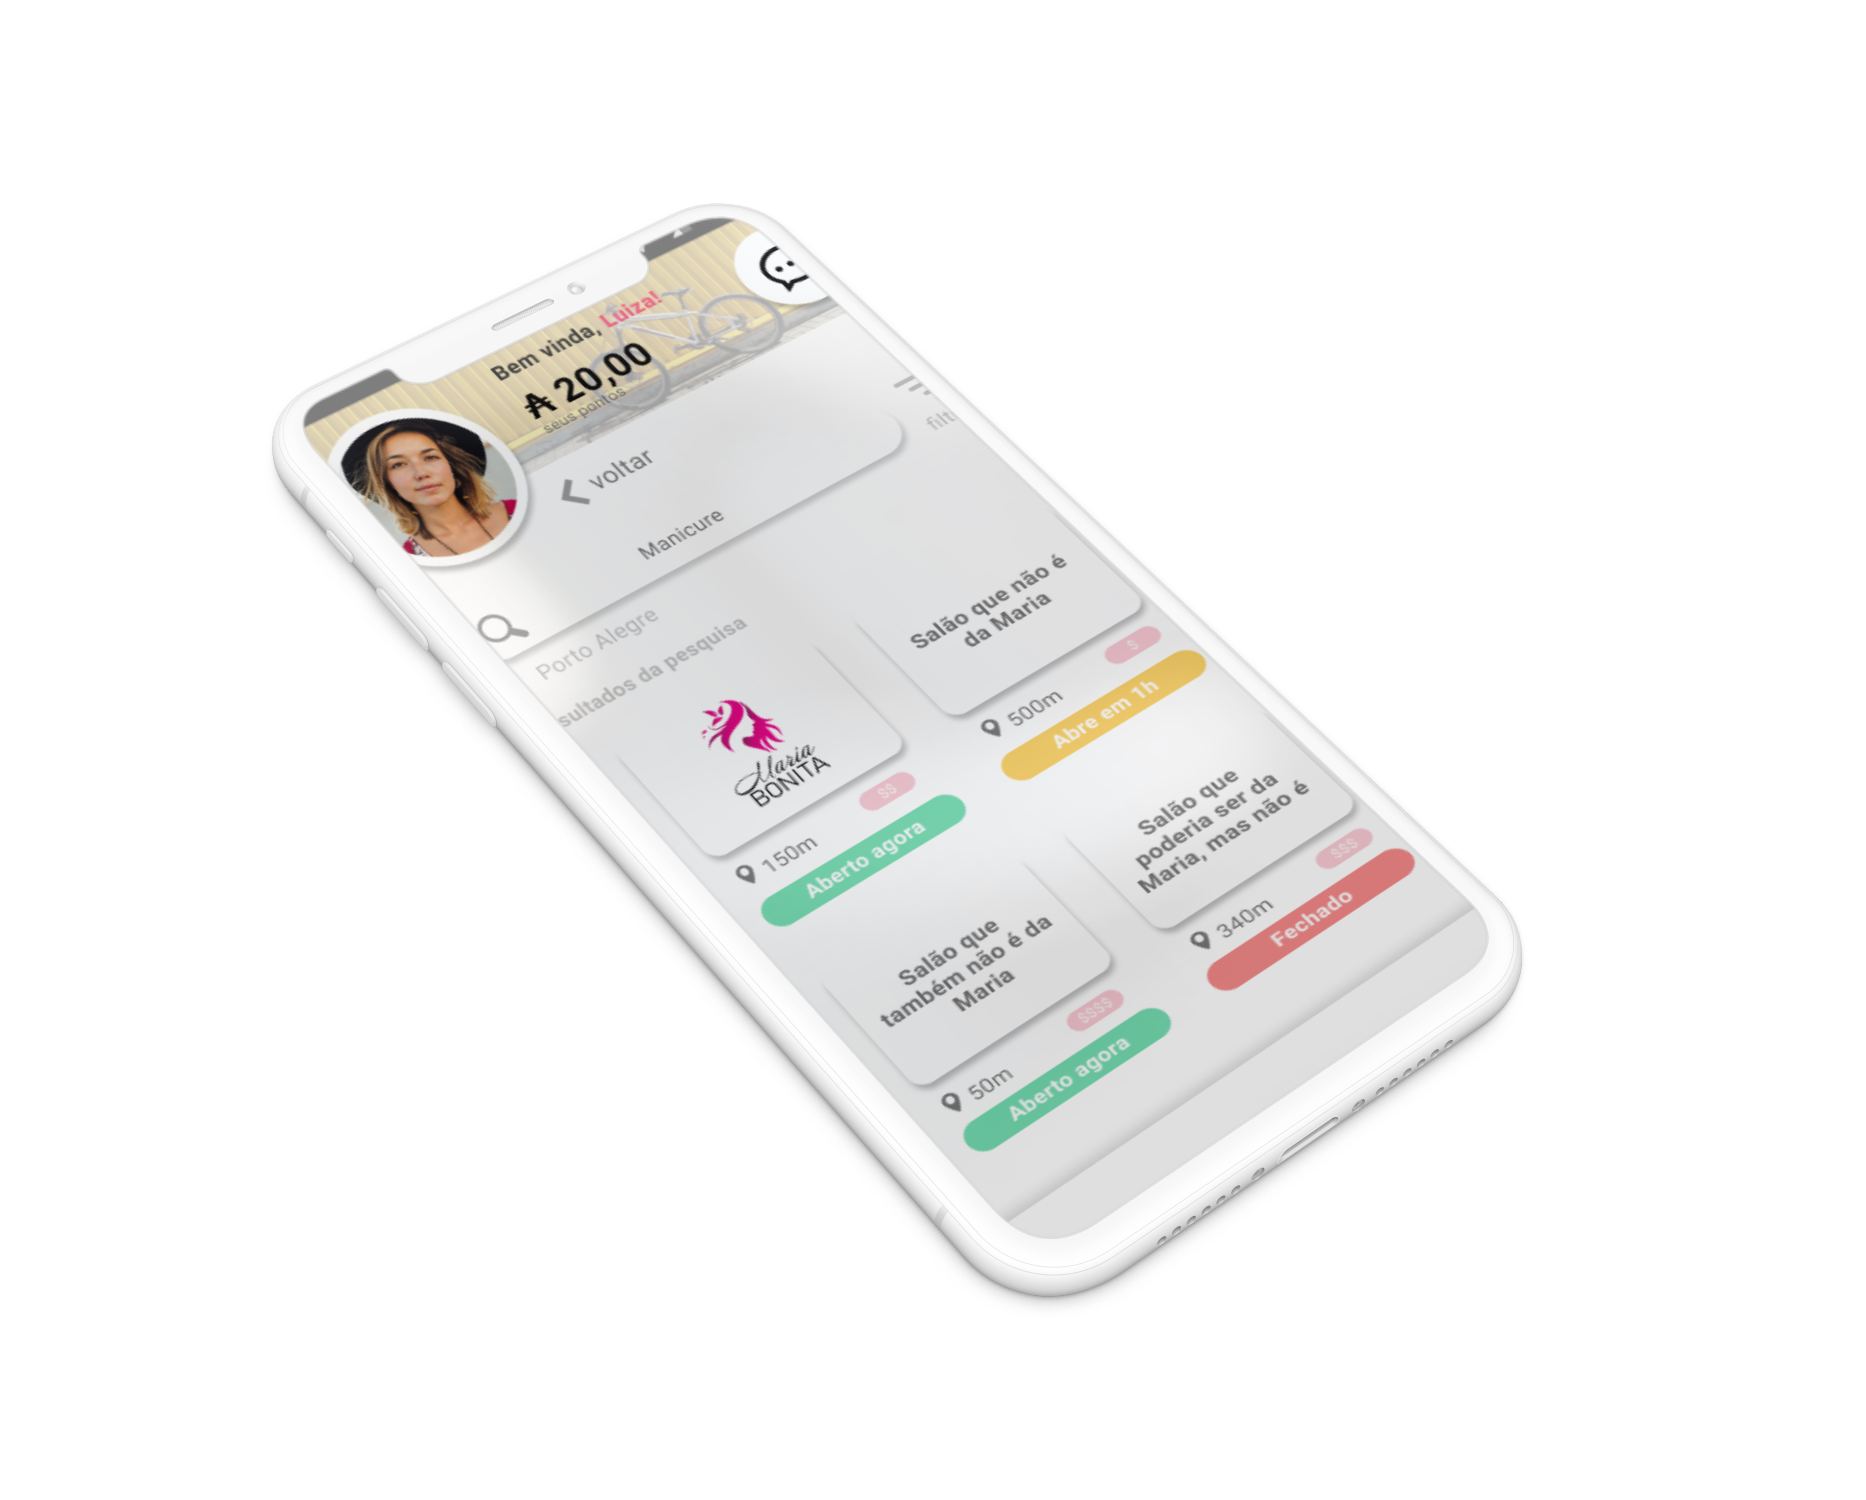 Bem vinda, Luiza!
₳ 20,00
seus pontos
voltar
filt
Manicure
Porto Alegre
sultados da pesquisa
Maria
BONITA
150m
$$
Aberto agora
Salão que não é
da Maria
500m
$
Abre em 1h
Salão que
também não é da
Maria
50m
$$$$
Aberto agora
Salão que
poderia ser da
Maria, mas não é
340m
$$$
Fechado